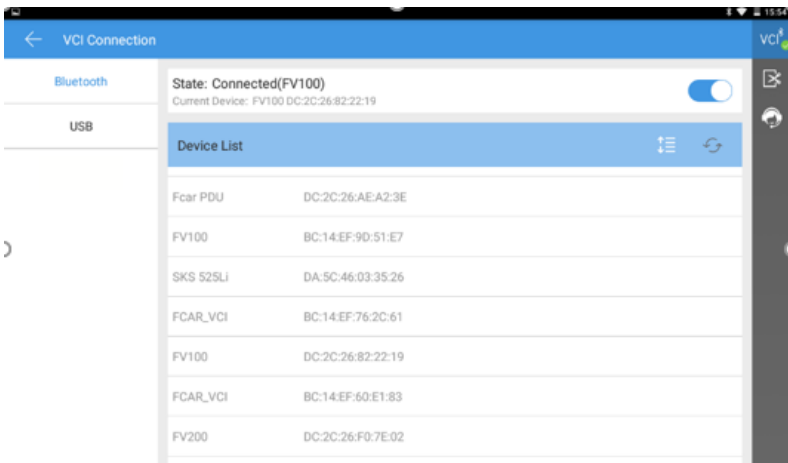 15:54
VCI Connection
VCI
Bluetooth
USB
State: Connected(FV100)
Current Device: FV100 DC:2C:26:82:22:19
Device List
Fcar PDU DC:2C:26:AE:A2:3E
FV100 BC:14:EF:9D:51:E7
SKS 525Li DA:5C:46:03:35:26
FCAR_VCI BC:14:EF:76:2C:61
FV100 DC:2C:26:82:22:19
FCAR_VCI BC:14:EF:60:E1:83
FV200 DC:2C:26:F0:7E:02